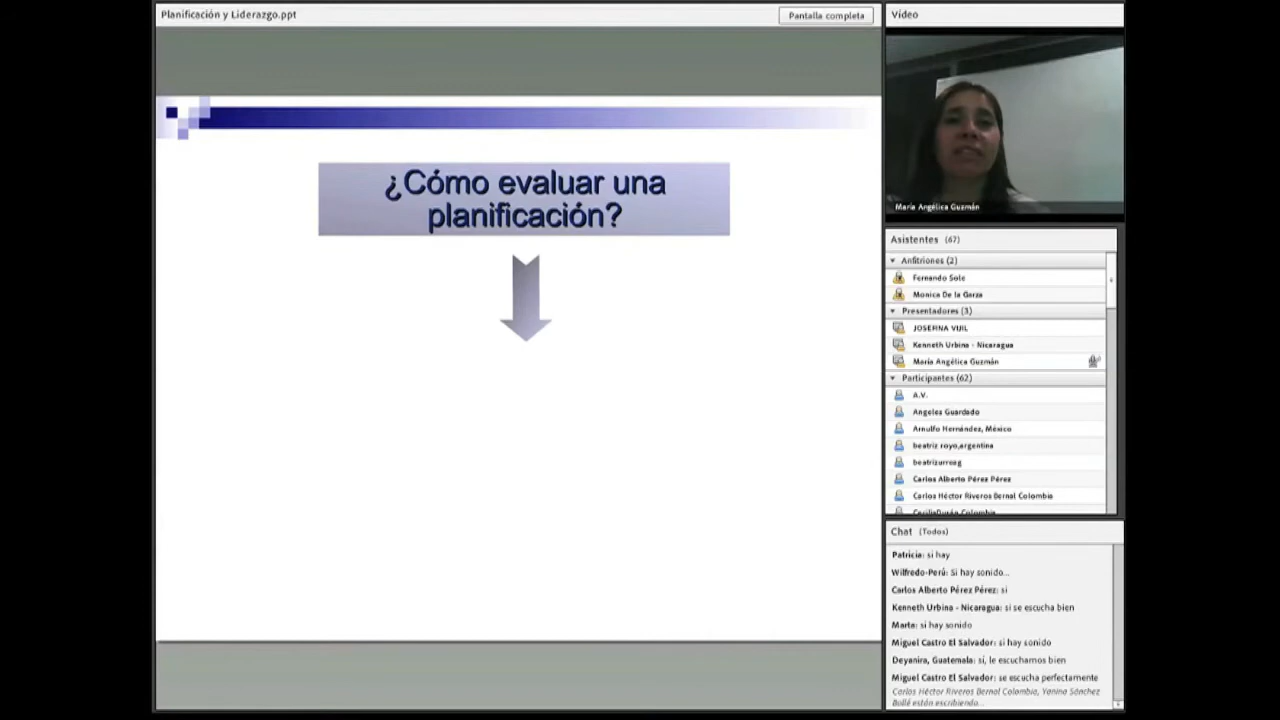 Planificación y Liderazgo.ppt
Pantalla completa
¿Cómo evaluar una
planificación?
Vídeo
María Angélica Guzmán
Asistentes (67)
Anfitriones (2)
Fernando Sole
Monica De la Garza
Presentadores (3)
Kenneth Urbina - Nicaragua
María Angélica Guzmán
Participantes (62)
A.V.
Angeles Guardado
Arnulfo Hernández, México
beatriz royo,argentina
Carlos Alberto Pérez Pérez
Carlos Héctor Riveros Bernal Colombia
Chat (Todos)
Patricia: si hay
Wilfredo-Perú: Si hay sonido...
Carlos Alberto Pérez Pérez: si
Kenneth Urbina - Nicaragua: si se escucha bien
Marta: si hay sonido
Miguel Castro El Salvador: si hay sonido
Deyanira, Guatemala: si, le escuchamos bien
Miguel Castro El Salvador: se escucha perfectamente
Carlos Héctor Riveros Bernal Colombia, Yanina Sánchez
están escribiendo...